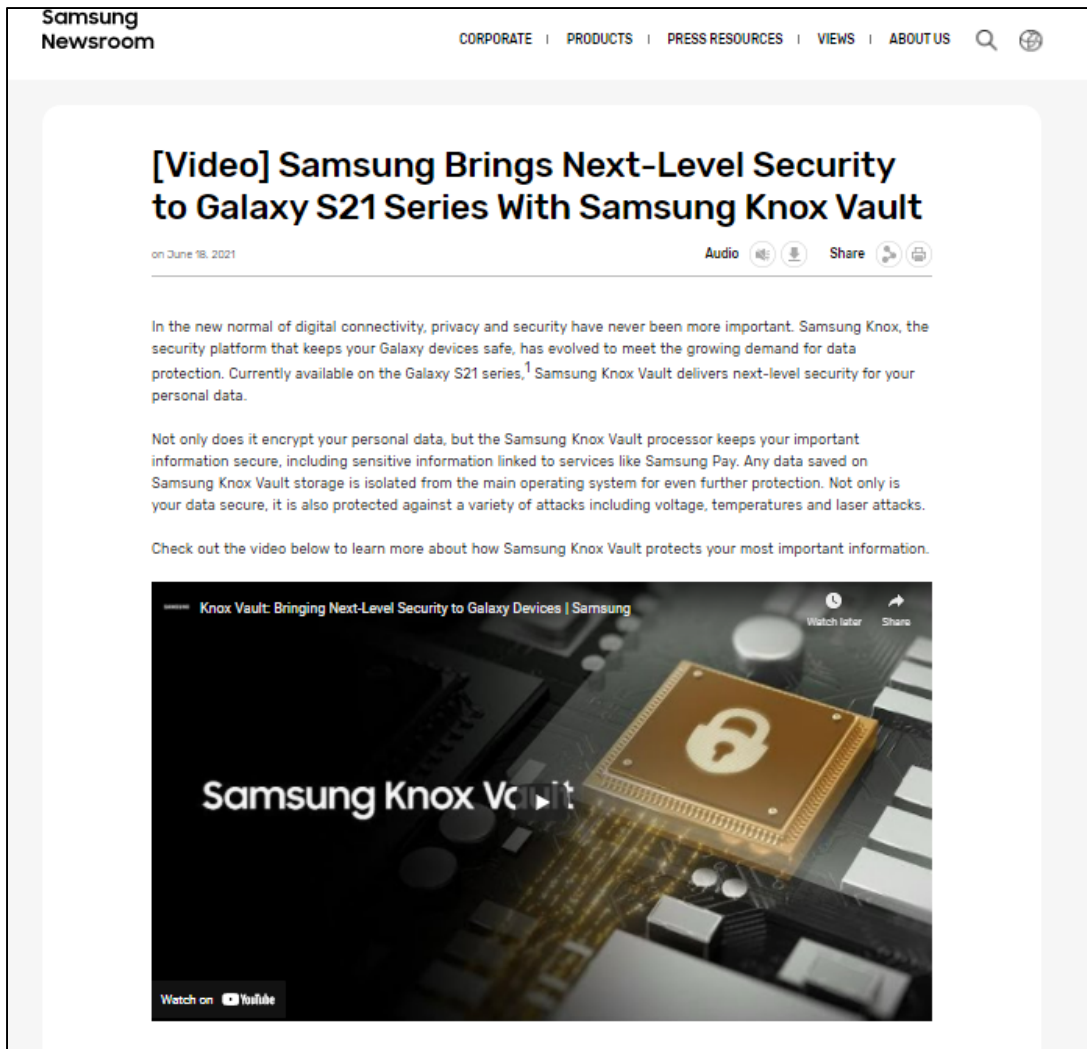 Samsung
Newsroom
CORPORATE | PRODUCTS | PRESS RESOURCES | VIEWS | ABOUT US
[Video] Samsung Brings Next-Level Security
to Galaxy S21 Series With Samsung Knox Vault
on June 18, 2021
Audio Share
In the new normal of digital connectivity, privacy and security have never been more important. Samsung Knox, the
security platform that keeps your Galaxy devices safe, has evolved to meet the growing demand for data
protection. Currently available on the Galaxy S21 series,1 Samsung Knox Vault delivers next-level security for your
personal data.
Not only does it encrypt your personal data, but the Samsung Knox Vault processor keeps your important
information secure, including sensitive information linked to services like Samsung Pay. Any data saved on
Samsung Knox Vault storage is isolated from the main operating system for even further protection. Not only is
your data secure, it is also protected against a variety of attacks including voltage, temperatures and laser attacks.
Check out the video below to learn more about how Samsung Knox Vault protects your most important information.
SAMSUNG Knox Vault: Bringing Next-Level Security to Galaxy Devices | Samsung
Watch later Share
Samsung Knox Vault
Watch on YouTube